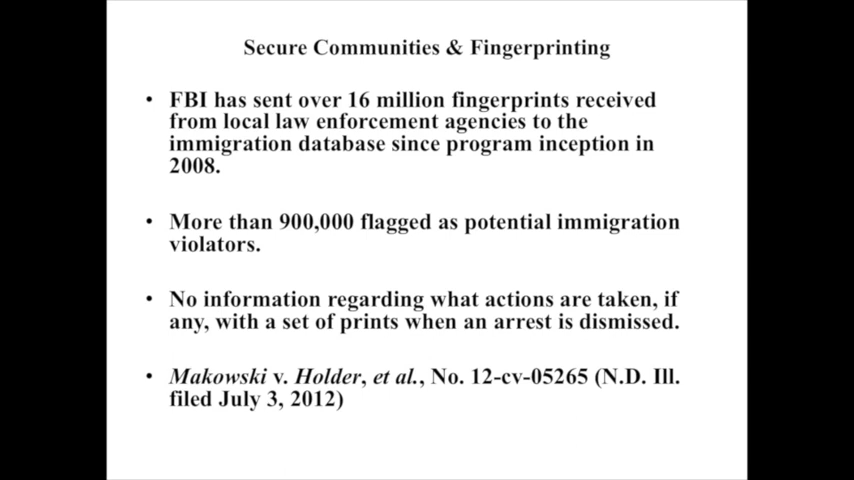 Secure Communities & Fingerprinting
• FBI has sent over 16 million fingerprints received
from local law enforcement agencies to the
immigration database since program inception in
2008.
• More than 900,000 flagged as potential immigration
violators.
• No information regarding what actions are taken, if
any, with a set of prints when an arrest is dismissed.
• Makowski v. Holder, et al., No. 12-cv-05265 (N.D. Ill.
filed July 3, 2012)